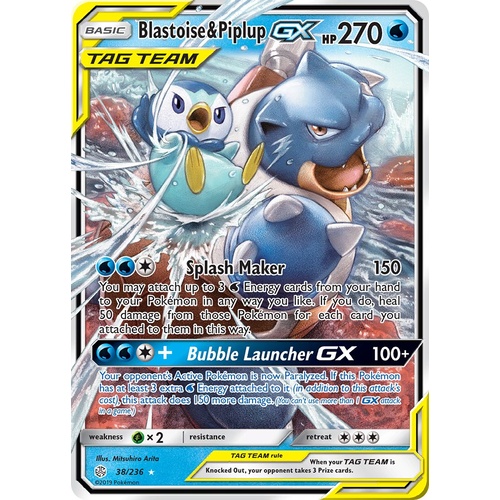 BASIC Blastoise&Piplup GX HP270
TAG TEAM
Splash Maker 150
You may attach up to 3 Energy cards from your hand
to your Pokémon in any way you like. If you do, heal
50 damage from those Pokémon for each card you
attached to them in this way.
+ Bubble Launcher GX 100+
Your opponent's Active Pokémon is now Paralyzed. If this Pokémon
has at least 3 extra Energy attached to it (in addition to this attack's
cost), this attack does 150 more damage. (You can't use more than 1 GX attack
in a game.)
weakness ×2 resistance retreat
Illus. Mitsuhiro Arita
TAG TEAM rule
When your TAG TEAM is
Knocked Out, your opponent takes 3 Prize cards.
38/236
©2019 Pokémon